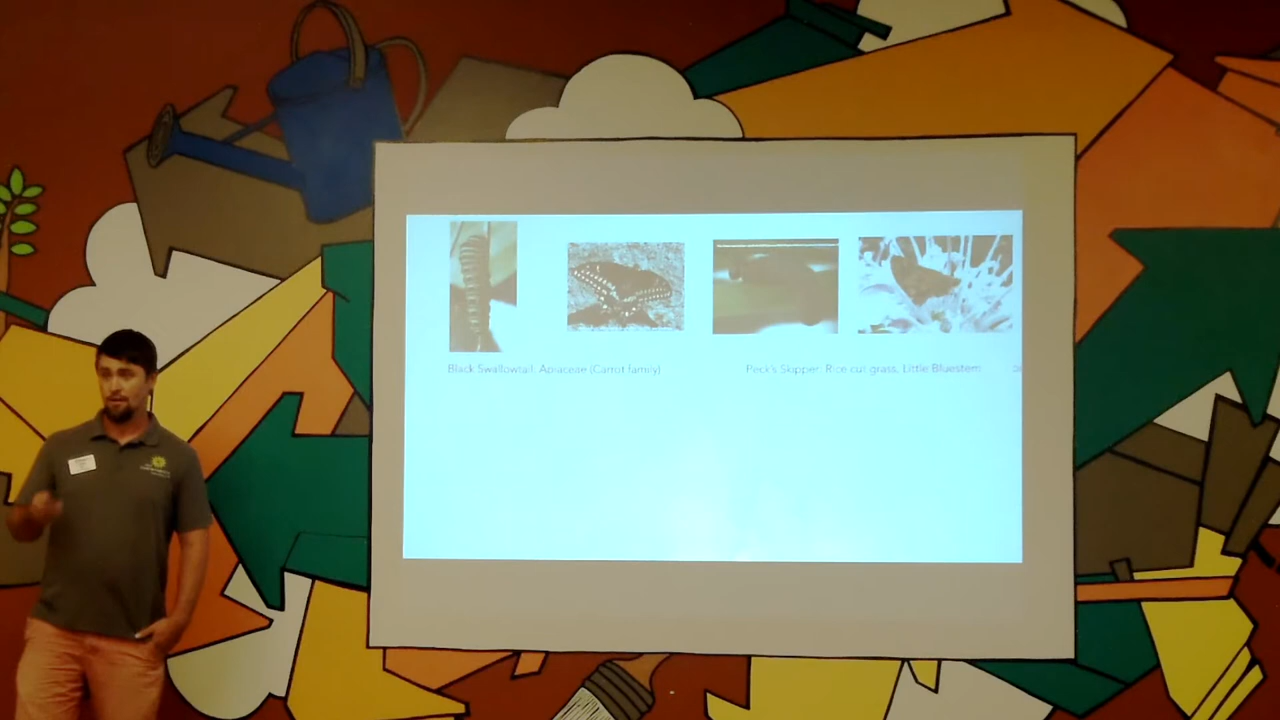 Black Swallowtail: Apiaceae (Carrot family)
Peck's Skipper: Rice cut grass, Little Bluestem